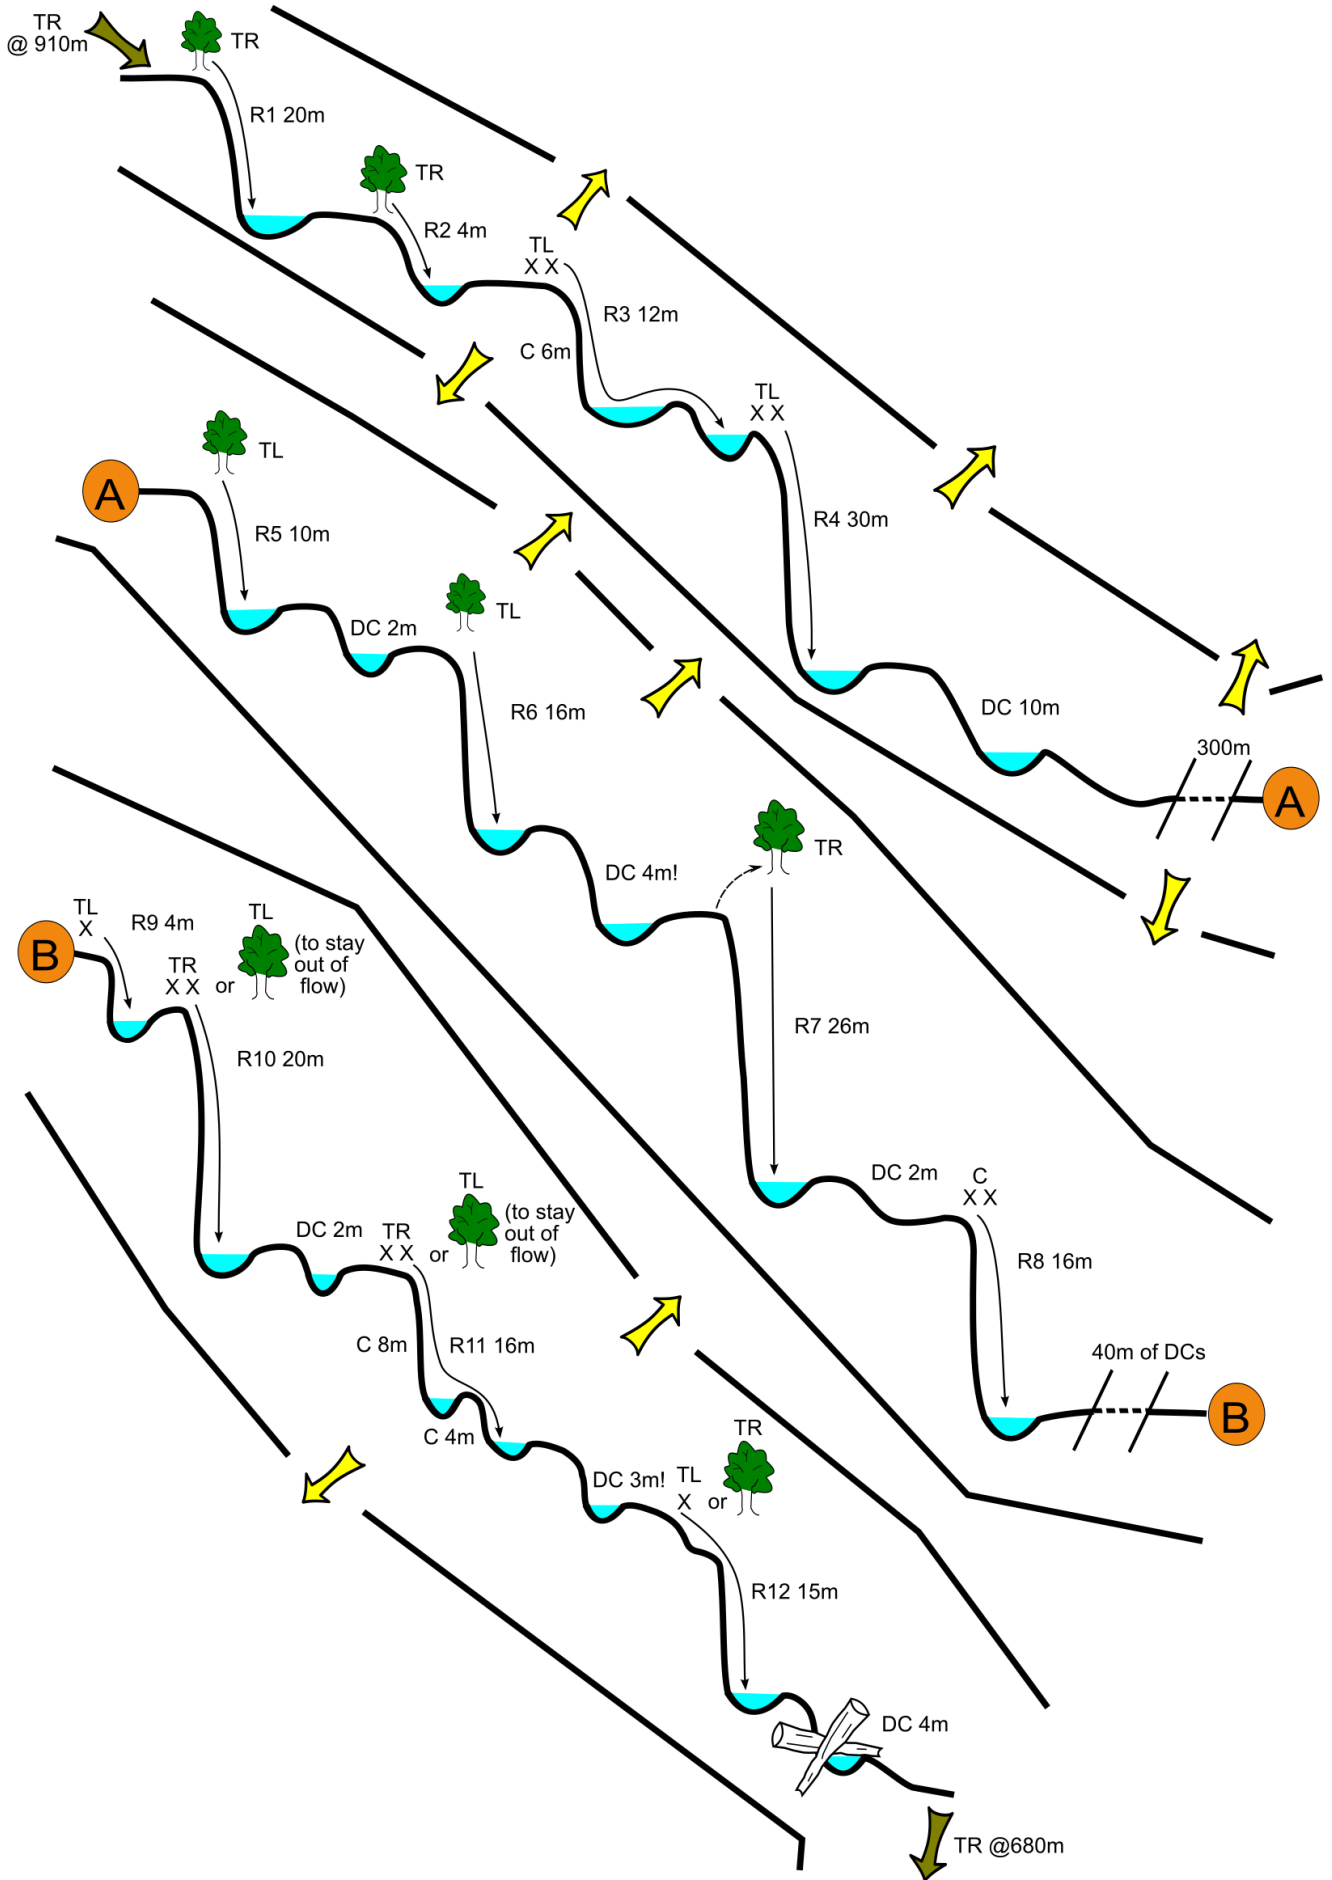 TR
@ 910m
TR
R1 20m
TR
R2 4m
TL
X X
R3 12m
C 6m
TL
X X
R4 30m
DC 10m
300m
A
A
TL
R5 10m
DC 2m
TL
R6 16m
DC 4m!
TR
R7 26m
DC 2m
C
X X
R8 16m
40m of DCs
B
B
TL
X
R9 4m
TR
X X
or
TL
(to stay
out of
flow)
R10 20m
DC 2m
TR
X X
or
TL
(to stay
out of
flow)
C 8m
R11 16m
C 4m
DC 3m!
TL
X
or
TR
R12 15m
DC 4m
TR @680m